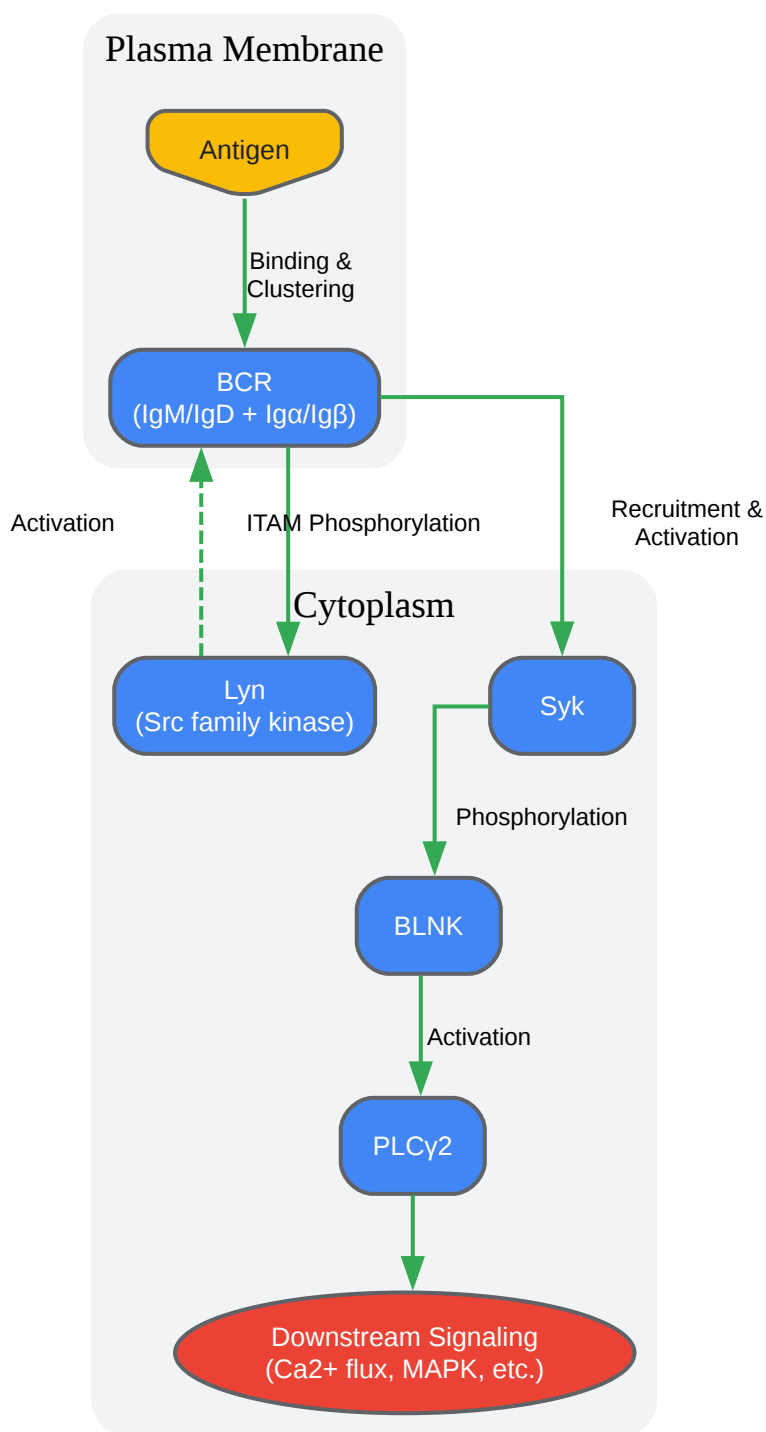 Plasma Membrane
Antigen
Binding &
Clustering
BCR
(IgM/IgD + Igα/Igβ)
Activation
ITAM Phosphorylation
Recruitment &
Activation
Cytoplasm
Lyn
(Src family kinase)
Syk
Phosphorylation
BLNK
Activation
PLCγ2
Downstream Signaling
(Ca2+ flux, MAPK, etc.)